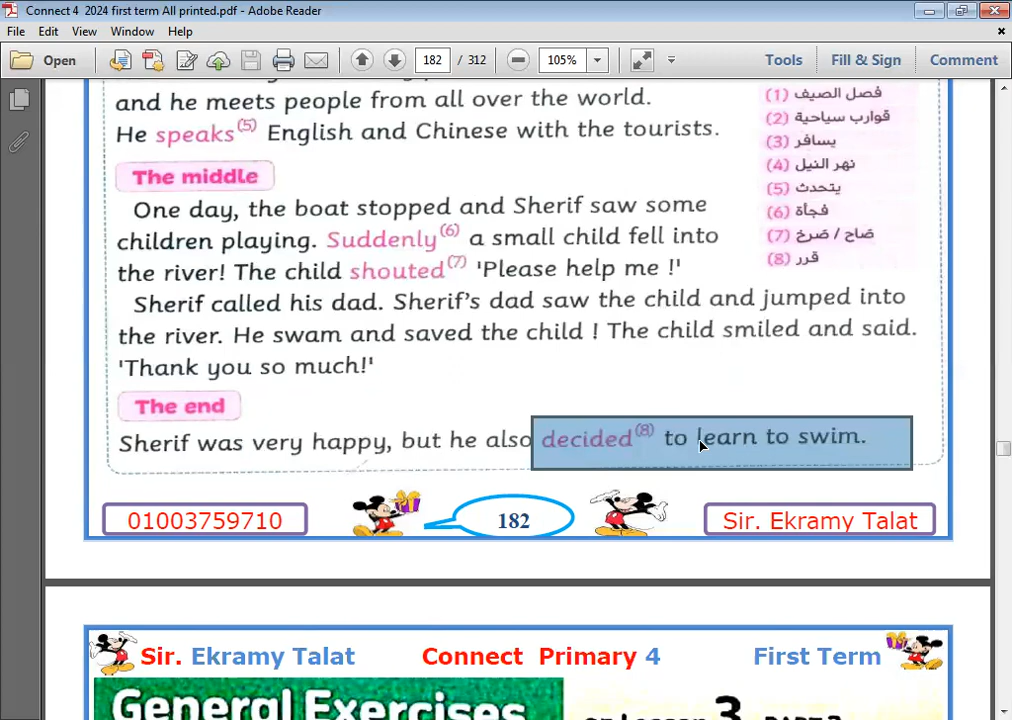 Connect 4  2024 first term All printed.pdf - Adobe Reader
File Edit View Window Help
Open 182 / 312 105% Tools Fill & Sign Comment
and he meets people from all over the world.
He speaks(5) English and Chinese with the tourists.
(1) فصل الصيف
(2) قوارب سياحية
(3) يسافر
(4) نهر النيل
(5) يتحدث
(6) فجأة
(7) صَاح / صَرخ
(8) قرر
The middle
One day, the boat stopped and Sherif saw some
children playing. Suddenly(6) a small child fell into
the river! The child shouted(7) 'Please help me !'
Sherif called his dad. Sherif's dad saw the child and jumped into
the river. He swam and saved the child ! The child smiled and said.
'Thank you so much!'
The end
Sherif was very happy, but he also decided(8) to learn to swim.
01003759710 182 Sir. Ekramy Talat
Sir. Ekramy Talat Connect Primary 4 First Term
General Exercises
on Lesson 3